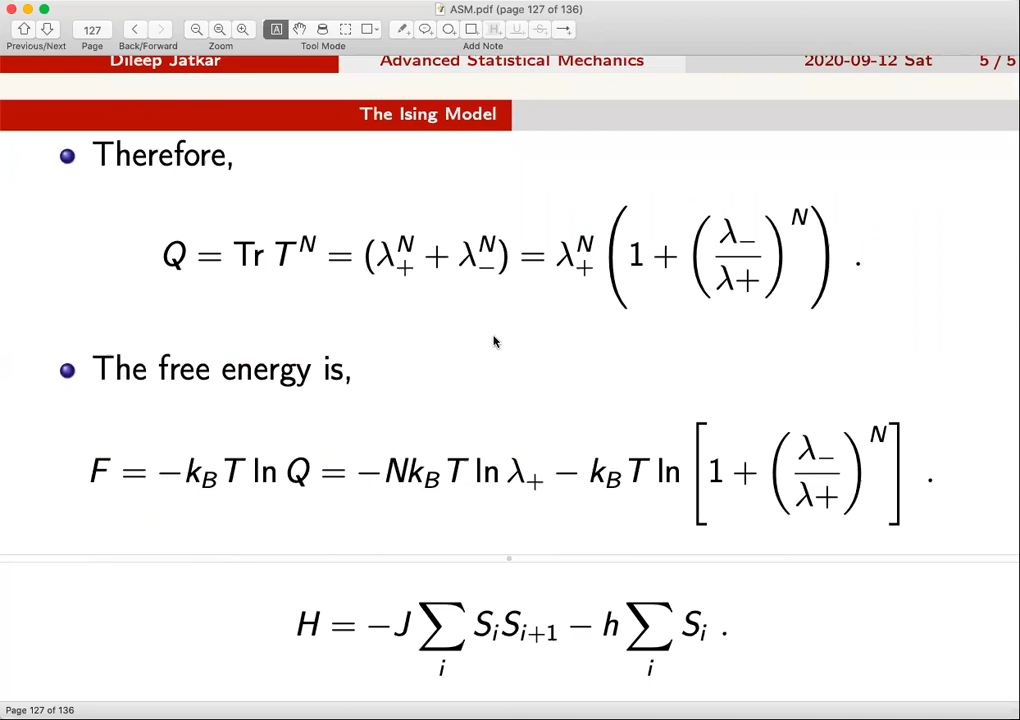 ASM.pdf (page 127 of 136)
127
Previous/Next Page Back/Forward Zoom Tool Mode Add Note
Dileep Jatkar Advanced Statistical Mechanics 2020-09-12 Sat 5 / 5
The Ising Model
Therefore,
Q = Tr T^N = (λ_+^N + λ_-^N) = λ_+^N (1 + (λ_-/λ+)^N) .
The free energy is,
F = −k_B T ln Q = −Nk_B T ln λ_+ − k_B T ln [1 + (λ_-/λ+)^N] .
H = −J ∑_i S_i S_{i+1} − h ∑_i S_i .
Page 127 of 136